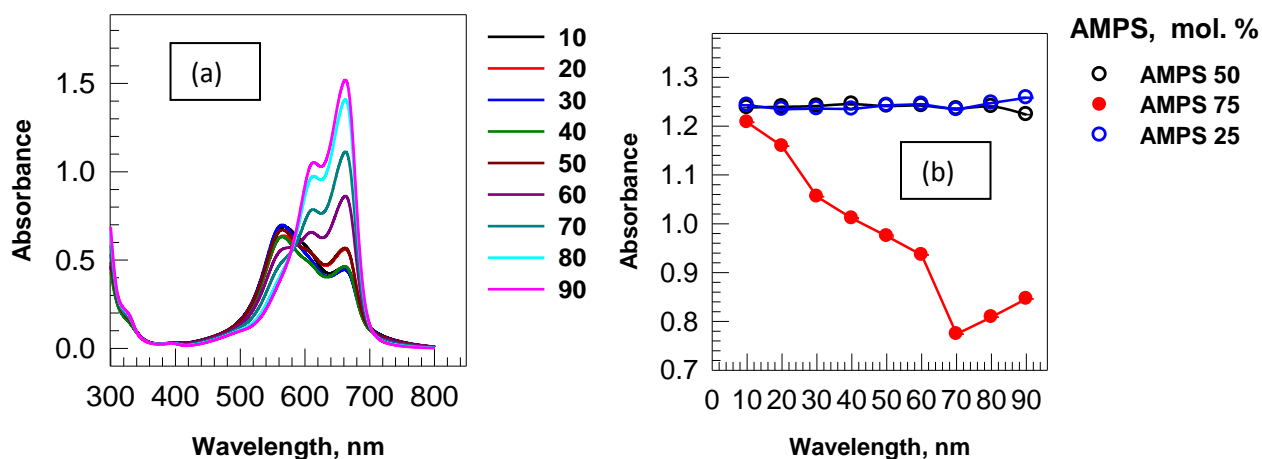 (a)
Absorbance
1.5
1.0
0.5
0.0
300 400 500 600 700 800
Wavelength, nm
10
20
30
40
50
60
70
80
90
(b)
Absorbance
1.3
1.2
1.1
1.0
0.9
0.8
0.7
0 10 20 30 40 50 60 70 80 90
Wavelength, nm
AMPS, mol. %
AMPS 50
AMPS 75
AMPS 25